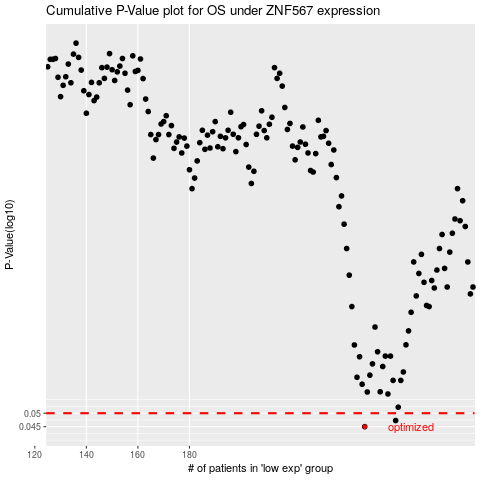 Cumulative P-Value plot for OS under ZNF567 expression
P-Value(log10)
0.05
0.045
optimized
120 140 160 180
# of patients in 'low exp' group